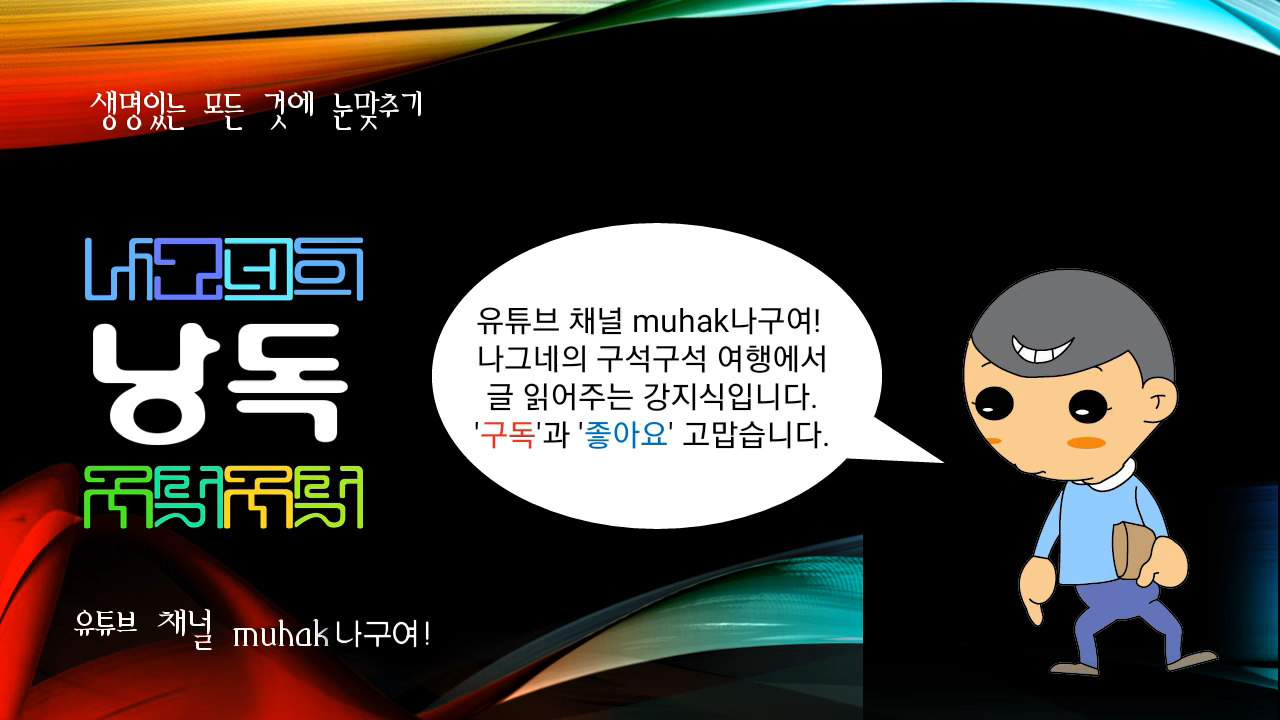 생명있는 모든 것에 눈맞추기
나그네의
낭독
유튜브 채널 muhak나구여!
나그네의 구석구석 여행에서
글 읽어주는 강지식입니다.
'구독'과 '좋아요' 고맙습니다.
유튜브 채널 muhak나구여!